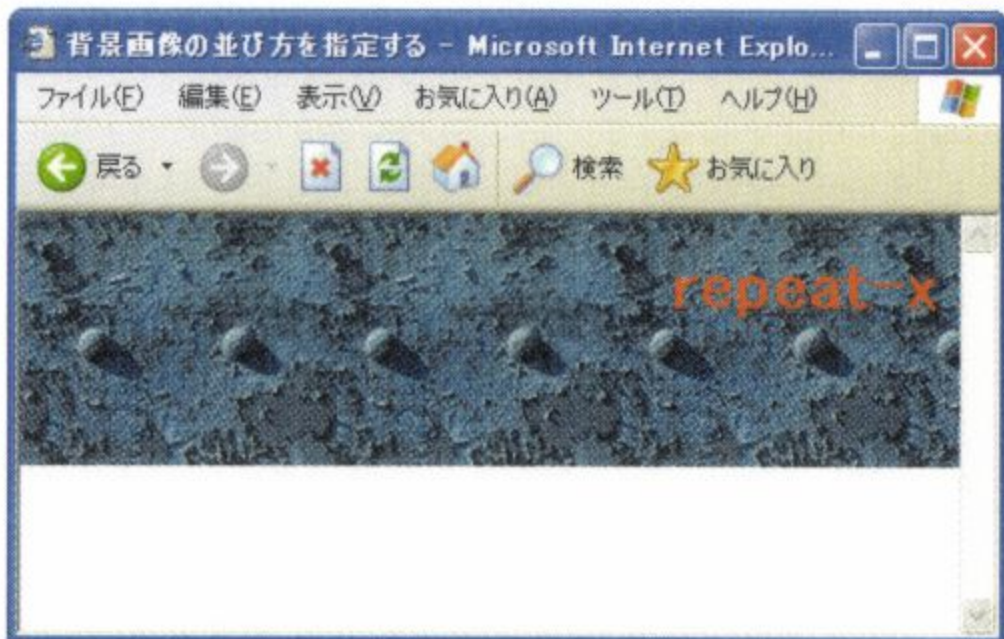 背景画像の並び方を指定する - Microsoft Internet Explo...
ファイル(F) 編集(E) 表示(V) お気に入り(A) ツール(T) ヘルプ(H)
戻る 検索 お気に入り
repeat-x